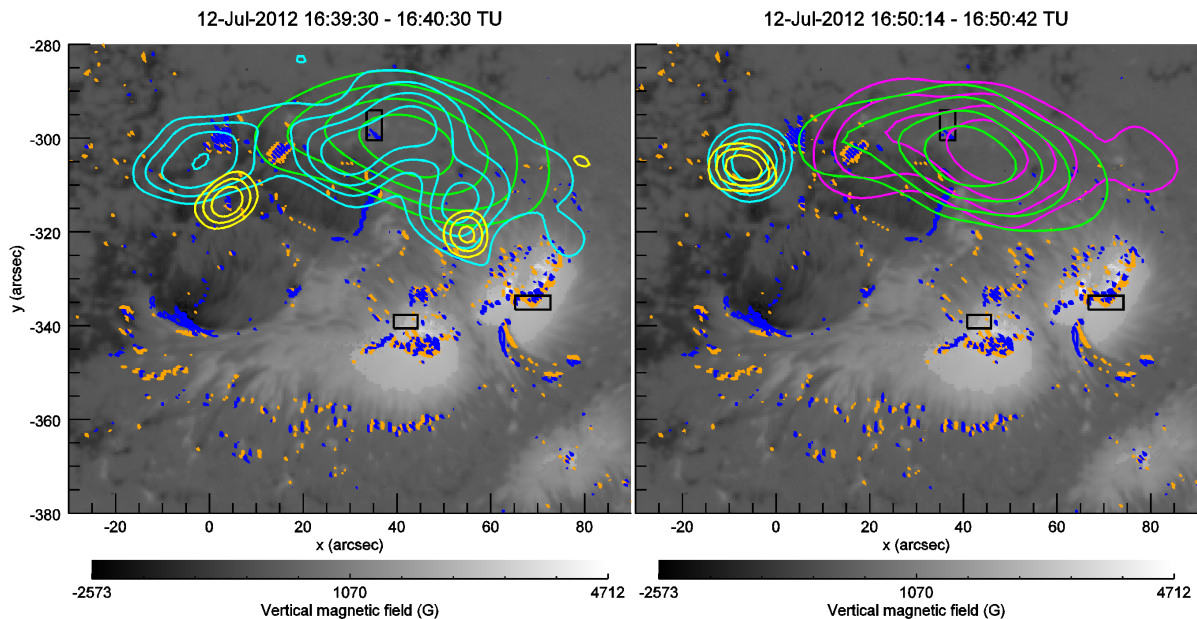 12-Jul-2012 16:39:30 - 16:40:30 TU
12-Jul-2012 16:50:14 - 16:50:42 TU
-280
-300
-320
-340
-360
-380
y (arcsec)
-20 0 20 40 60 80
x (arcsec)
-20 0 20 40 60 80
x (arcsec)
-2573 1070 4712
Vertical magnetic field (G)
-2573 1070 4712
Vertical magnetic field (G)